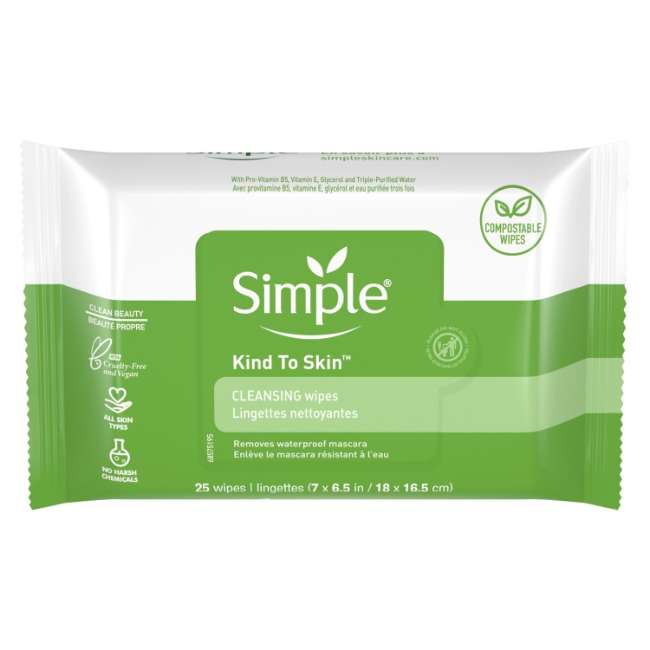 Simple
simpleskincare.com
With Pro-Vitamin B5, Vitamin E, Glycerol and Triple-Purified Water
Avec provitamine B5, vitamine E, glycérol et eau purifiée trois fois
COMPOSTABLE
WIPES
Simple®
Kind To Skin™
CLEANSING wipes
Lingettes nettoyantes
Removes waterproof mascara
Enlève le mascara résistant à l'eau
25 wipes | lingettes (7 x 6.5 in / 18 x 16.5 cm)
CLEAN BEAUTY
BEAUTÉ PROPRE
Cruelty-Free
and Vegan
ALL SKIN
TYPES
NO HARSH
CHEMICALS